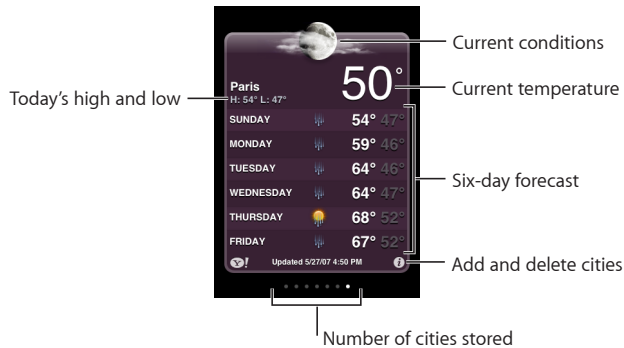 Current conditions
Paris
50°
Current temperature
Today's high and low
H: 54° L: 47°
SUNDAY 54° 47°
MONDAY 59° 46°
TUESDAY 64° 46°
Six-day forecast
WEDNESDAY 64° 47°
THURSDAY 68° 52°
FRIDAY 67° 52°
Y! Updated 5/27/07 4:50 PM i
Add and delete cities
Number of cities stored